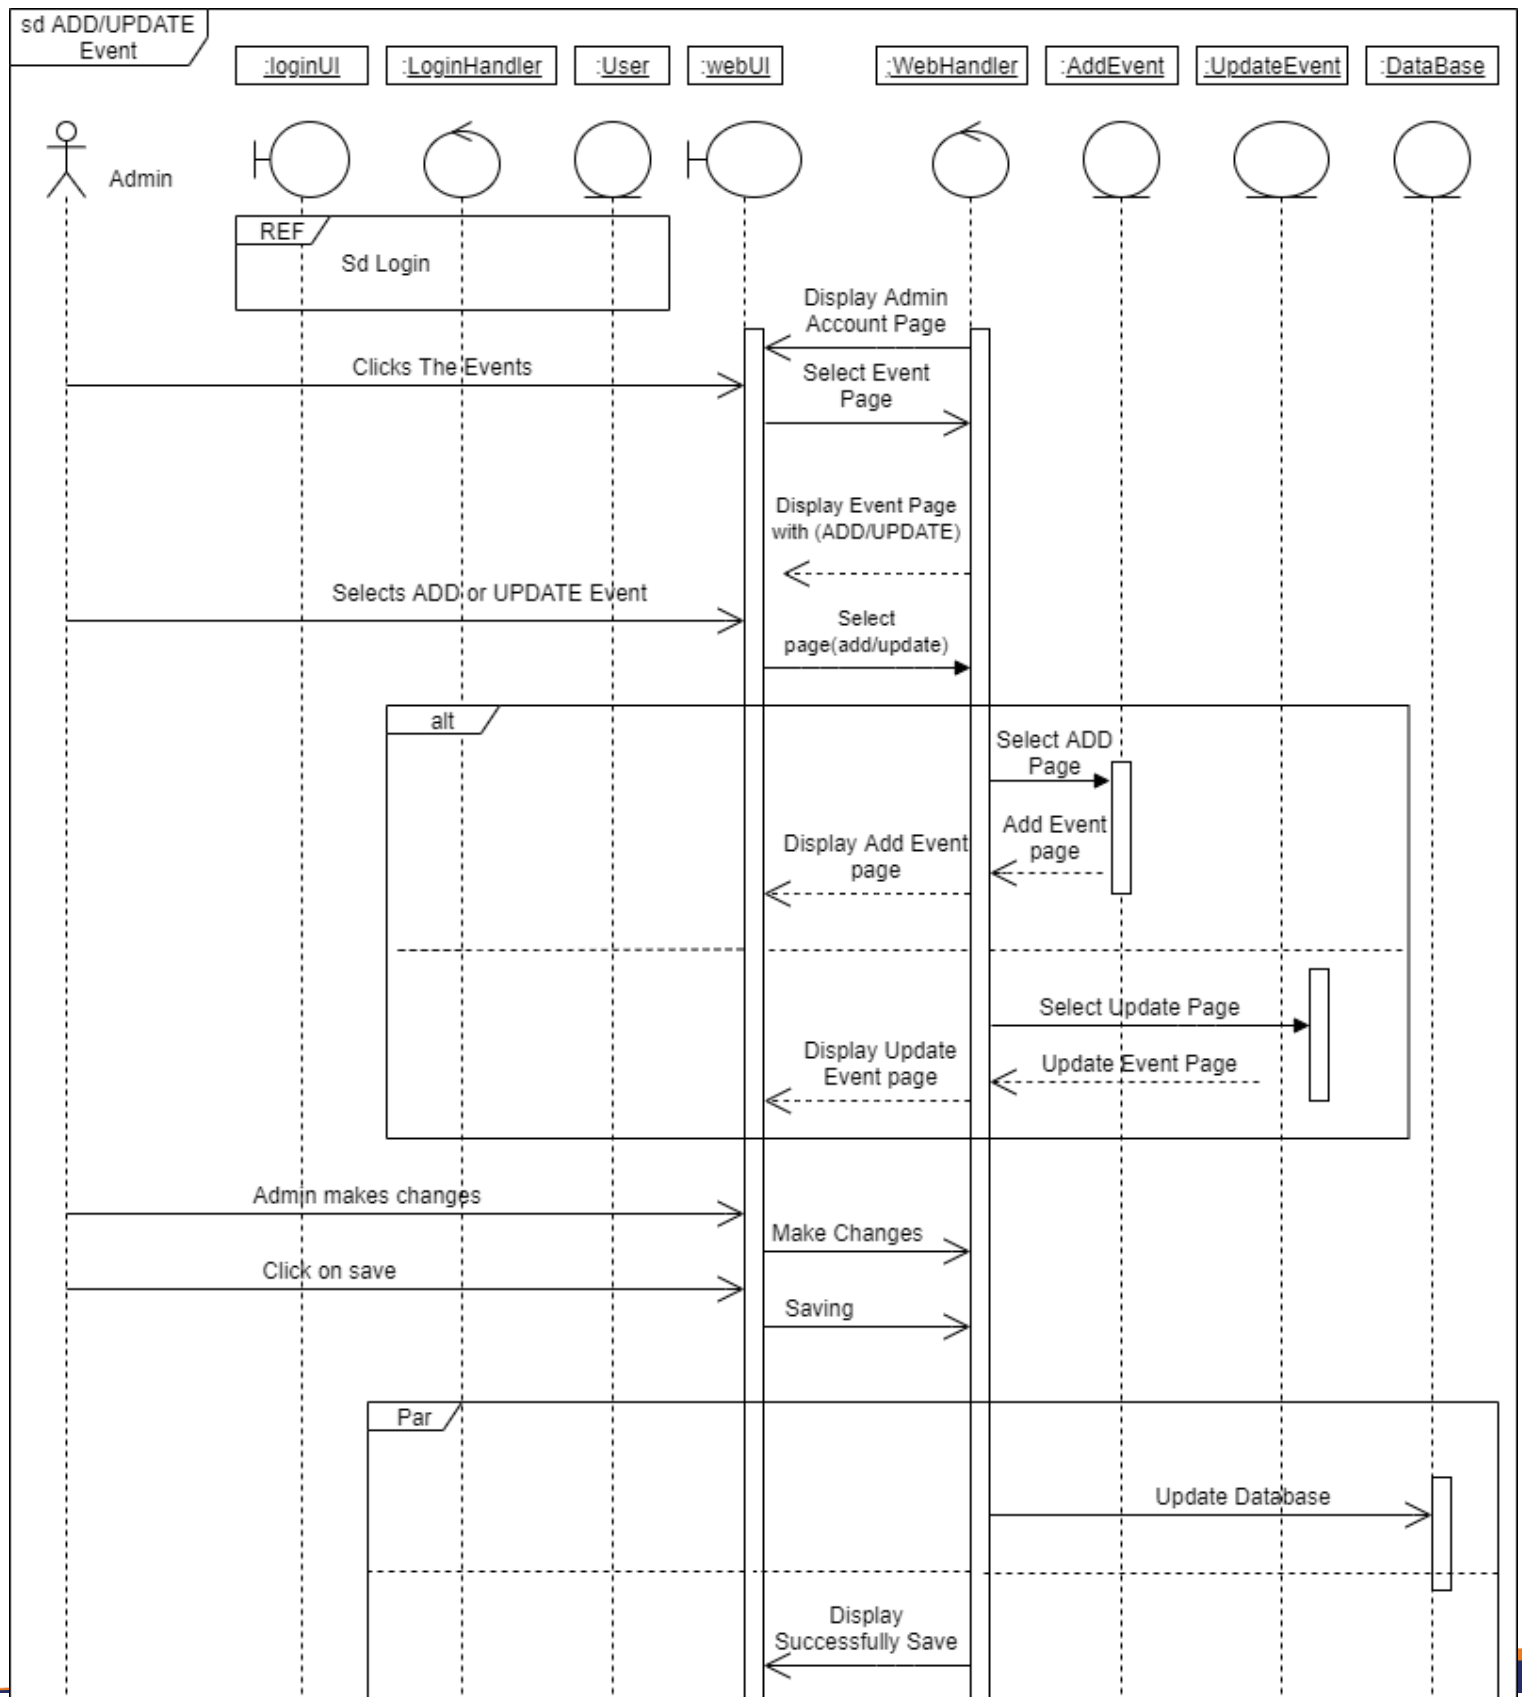 sd ADD/UPDATE
Event
:loginUI
:LoginHandler
:User
:webUI
:WebHandler
:AddEvent
:UpdateEvent
:DataBase
Admin
REF
Sd Login
Display Admin
Account Page
Clicks The Events
Select Event
Page
Display Event Page
with (ADD/UPDATE)
Selects ADD or UPDATE Event
Select
page(add/update)
alt
Select ADD
Page
Add Event
page
Display Add Event
page
Select Update Page
Display Update
Event page
Update Event Page
Admin makes changes
Make Changes
Click on save
Saving
Par
Update Database
Display
Successfully Save